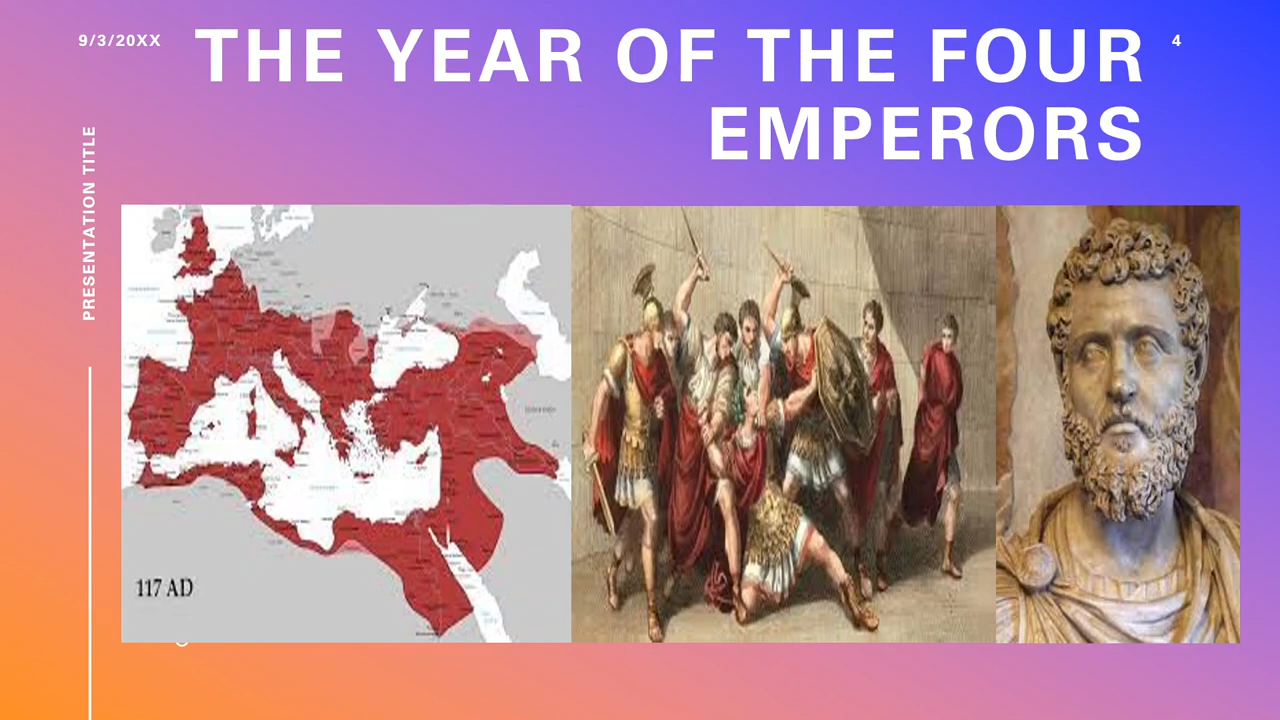 9/3/20XX
THE YEAR OF THE FOUR
EMPERORS
4
PRESENTATION TITLE
117 AD